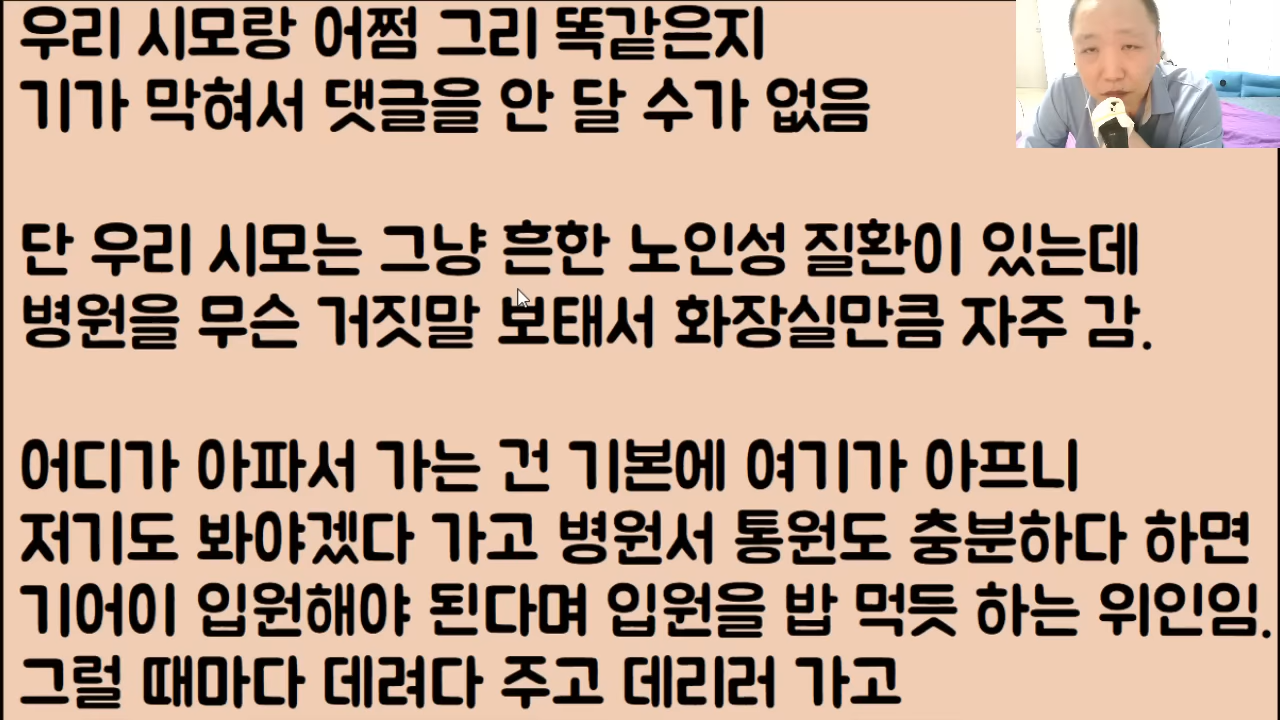 우리 시모랑 어쩜 그리 똑같은지
기가 막혀서 댓글을 안 달 수가 없음
단 우리 시모는 그냥 흔한 노인성 질환이 있는데
병원을 무슨 거짓말 보태서 화장실만큼 자주 감.
어디가 아파서 가는 건 기본에 여기가 아프니
저기도 봐야겠다 가고 병원서 통원도 충분하다 하면
기어이 입원해야 된다며 입원을 밥 먹듯 하는 위인임.
그럴 때마다 데려다 주고 데리러 가고